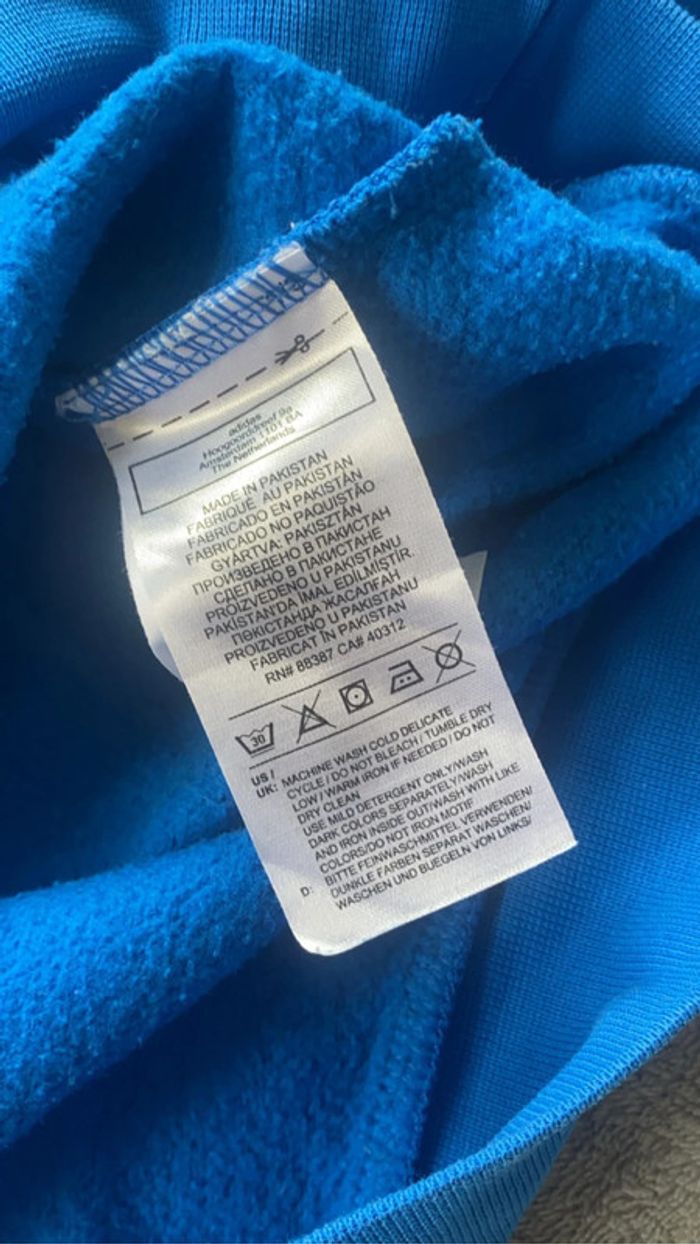 adidas
Hoogoorddreef 9a
Amsterdam 1101 BA
The Netherlands
MADE IN PAKISTAN
FABRIQUÉ AU PAKISTAN
FABRICADO EN PAKISTÁN
FABRICADO NO PAQUISTÃO
GYÁRTVA: PAKISZTÁN
ПРОИЗВЕДЕНО В ПАКИСТАН
СДЕЛАНО В ПАКИСТАНЕ
PROIZVEDENO U PAKISTANU
PAKİSTAN'DA İMAL EDİLMİŞTİR.
ПӘКІСТАНДА ЖАСАЛҒАН
PROIZVEDENO U PAKISTANU
FABRICAT ÎN PAKISTAN
RN# 88387 CA# 40312
30
US /
UK: MACHINE WASH COLD DELICATE
CYCLE / DO NOT BLEACH / TUMBLE DRY
LOW / WARM IRON IF NEEDED / DO NOT
DRY CLEAN
USE MILD DETERGENT ONLY/WASH
DARK COLORS SEPARATELY/WASH
AND IRON INSIDE OUT/WASH WITH LIKE
COLORS/DO NOT IRON MOTIF
D: BITTE FEINWASCHMITTEL VERWENDEN/
DUNKLE FARBEN SEPARAT WASCHEN/
WASCHEN UND BUEGELN VON LINKS/